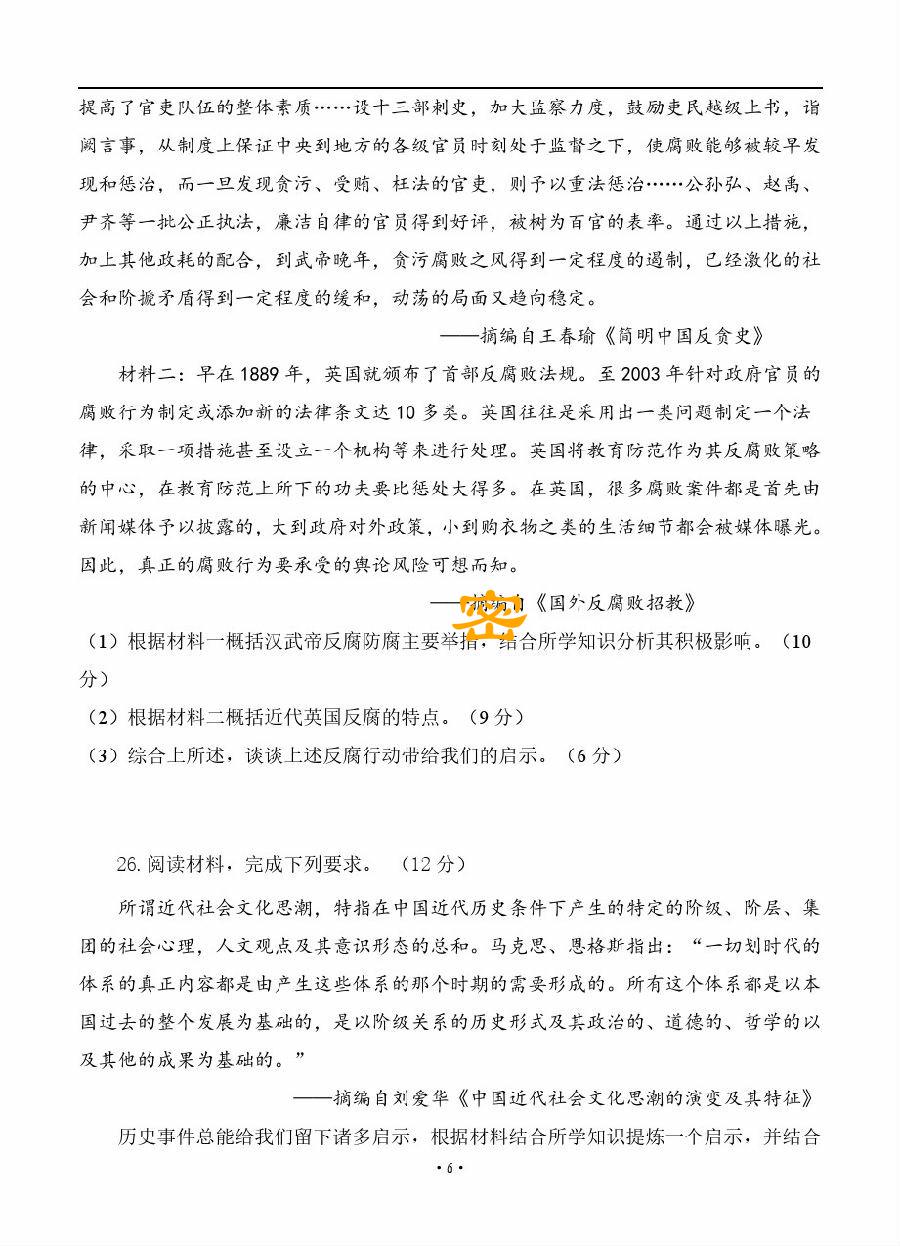 提高了官吏队伍的整体素质……设十三部刺史，加大监察力度，鼓励吏民越级上书，诣
阙言事，从制度上保证中央到地方的各级官员时刻处于监督之下，使腐败能够被较早发
现和惩治，而一旦发现贪污、受贿、枉法的官吏，则予以重法惩治……公孙弘、赵禹、
尹齐等一批公正执法，廉洁自律的官员得到好评，被树为百官的表率。通过以上措施，
加上其他政耗的配合，到武帝晚年，贪污腐败之风得到一定程度的遏制，已经激化的社
会和阶搋矛盾得到一定程度的缓和，动荡的局面又趋向稳定。
——摘编自王春瑜《简明中国反贪史》
材料二：早在 1889 年，英国就颁布了首部反腐败法规。至 2003 年针对政府官员的
腐败行为制定或添加新的法律条文达 10 多类。英国往往是采用出一类问题制定一个法
律，采取一项措施甚至设立一个机构等来进行处理。英国将教育防范作为其反腐败策略
的中心，在教育防范上所下的功夫要比惩处大得多。在英国，很多腐败案件都是首先由
新闻媒体予以披露的，大到政府对外政策，小到购衣物之类的生活细节都会被媒体曝光。
因此，真正的腐败行为要承受的舆论风险可想而知。
——摘编自《国外反腐败招教》
密
（1）根据材料一概括汉武帝反腐防腐主要举措，结合所学知识分析其积极影响。（10
分）
（2）根据材料二概括近代英国反腐的特点。（9 分）
（3）综合上所述，谈谈上述反腐行动带给我们的启示。（6 分）
26. 阅读材料，完成下列要求。 （12 分）
所谓近代社会文化思潮，特指在中国近代历史条件下产生的特定的阶级、阶层、集
团的社会心理，人文观点及其意识形态的总和。马克思、恩格斯指出：“一切划时代的
体系的真正内容都是由产生这些体系的那个时期的需要形成的。所有这个体系都是以本
国过去的整个发展为基础的，是以阶级关系的历史形式及其政治的、道德的、哲学的以
及其他的成果为基础的。”
——摘编自刘爱华《中国近代社会文化思潮的演变及其特征》
历史事件总能给我们留下诸多启示，根据材料结合所学知识提炼一个启示，并结合
·6·